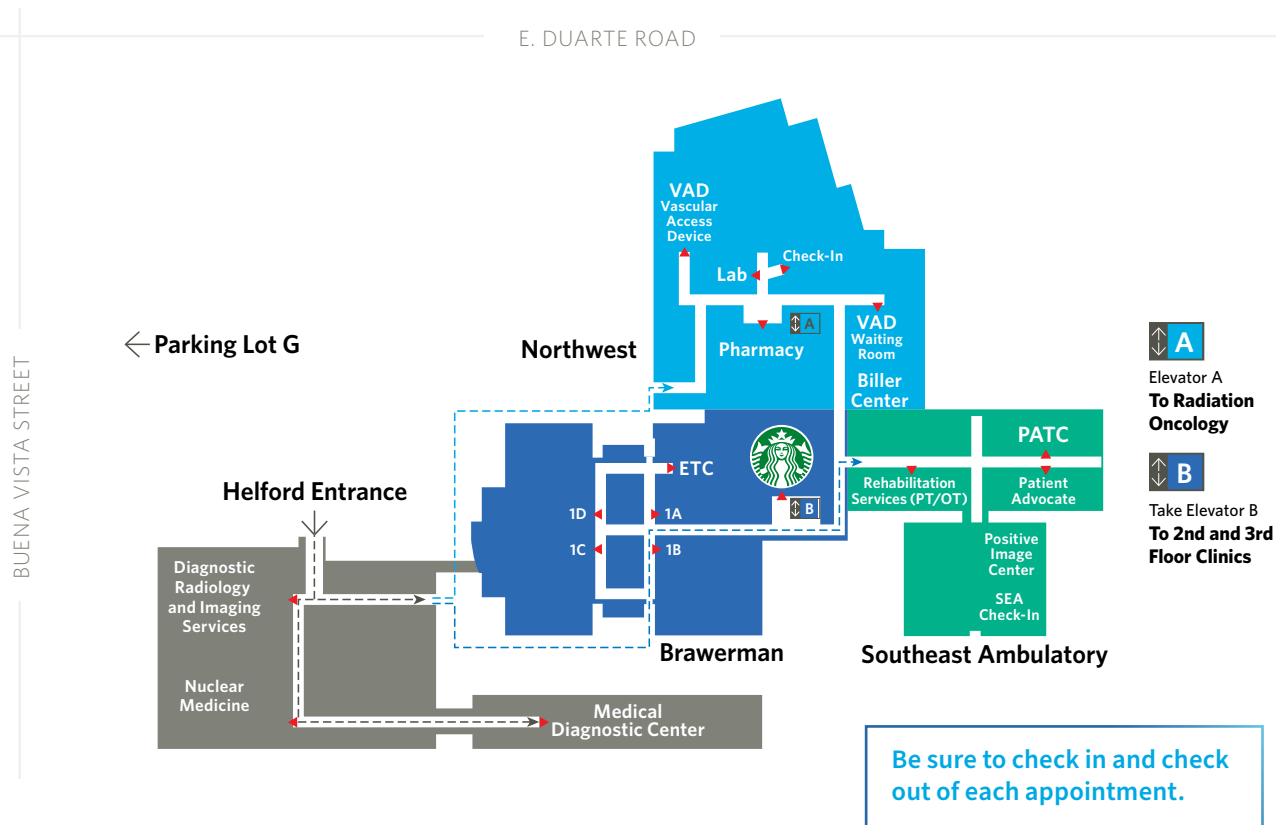 E. DUARTE ROAD
BUENA VISTA STREET
VAD
Vascular
Access
Device
Check-In
Lab
A
Pharmacy
VAD
Waiting
Room
Biller
Center
Northwest
Parking Lot G
A
Elevator A
To Radiation
Oncology
B
Take Elevator B
To 2nd and 3rd
Floor Clinics
PATC
ETC
Rehabilitation
Services (PT/OT)
Patient
Advocate
Helford Entrance
1D
1A
B
1C
1B
Positive
Image
Center
SEA
Check-In
Diagnostic
Radiology
and Imaging
Services
Brawerman
Southeast Ambulatory
Nuclear
Medicine
Medical
Diagnostic Center
Be sure to check in and check
out of each appointment.